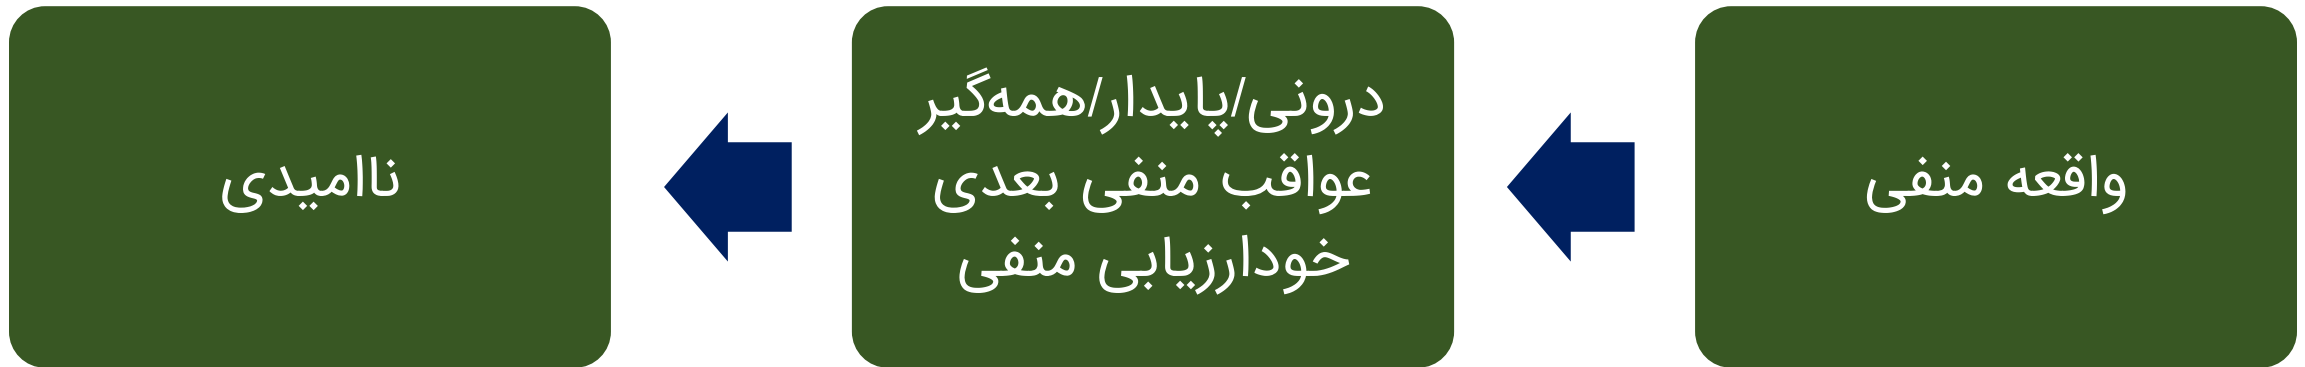 واقعه منفی
درونی/پایدار/همه‌گیر
عواقب منفی بعدی
خودارزیابی منفی
ناامیدی